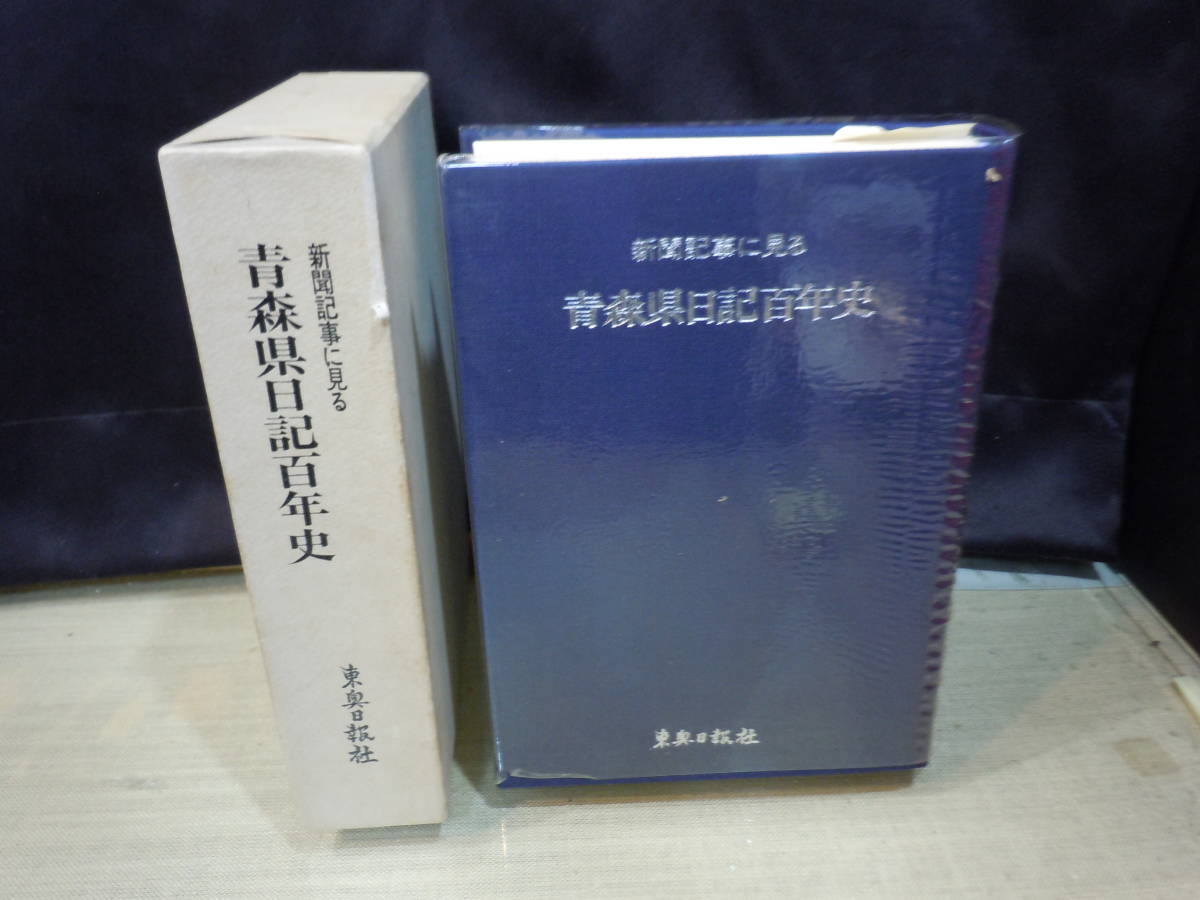 新聞記事に見る
青森県日記百年史
東奥日報社
新聞記事に見る
青森県日記百年史
東奥日報社